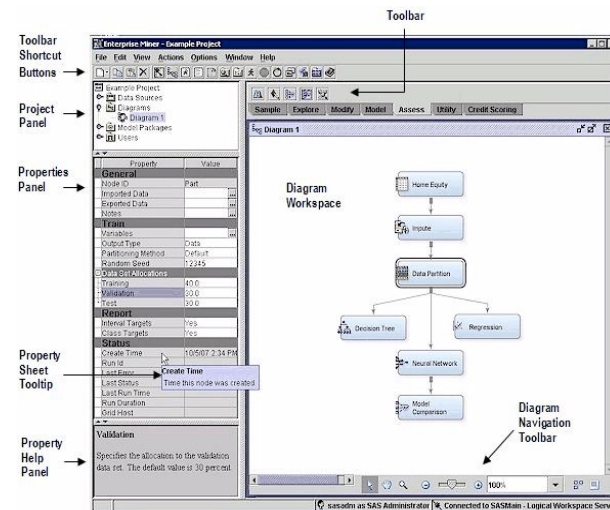 Toolbar
Toolbar
Shortcut
Buttons
Project
Panel
Properties
Panel
Property
Sheet
Tooltip
Property
Help
Panel
Enterprise Miner - Example Project
File Edit View Actions Options Window Help
Example Project
Data Sources
Diagrams
Diagram 1
Model Packages
Users
Sample Explore Modify Model Assess Utility Credit Scoring
Diagram 1
Property Value
General
Node ID Part
Imported Data ...
Exported Data ...
Notes ...
Train
Variables ...
Output Type Data
Partitioning Method Default
Random Seed 12345
Data Set Allocations
Training 40.0
Validation 30.0
Test 30.0
Report
Interval Targets Yes
Class Targets Yes
Status
Create Time 10/5/07 2:34 PM
Run Id
Last Error
Last Status
Last Run Time
Run Duration
Grid Host
Create Time
Time this node was created.
Validation
Specifies the allocation to the validation
data set. The default value is 30 percent.
Diagram
Workspace
Home Equity
Impute
Data Partition
Decision Tree
Regression
Neural Network
Model
Comparison
Diagram
Navigation
Toolbar
100%
sasadm as SAS Administrator Connected to SASMain - Logical Workspace Serv